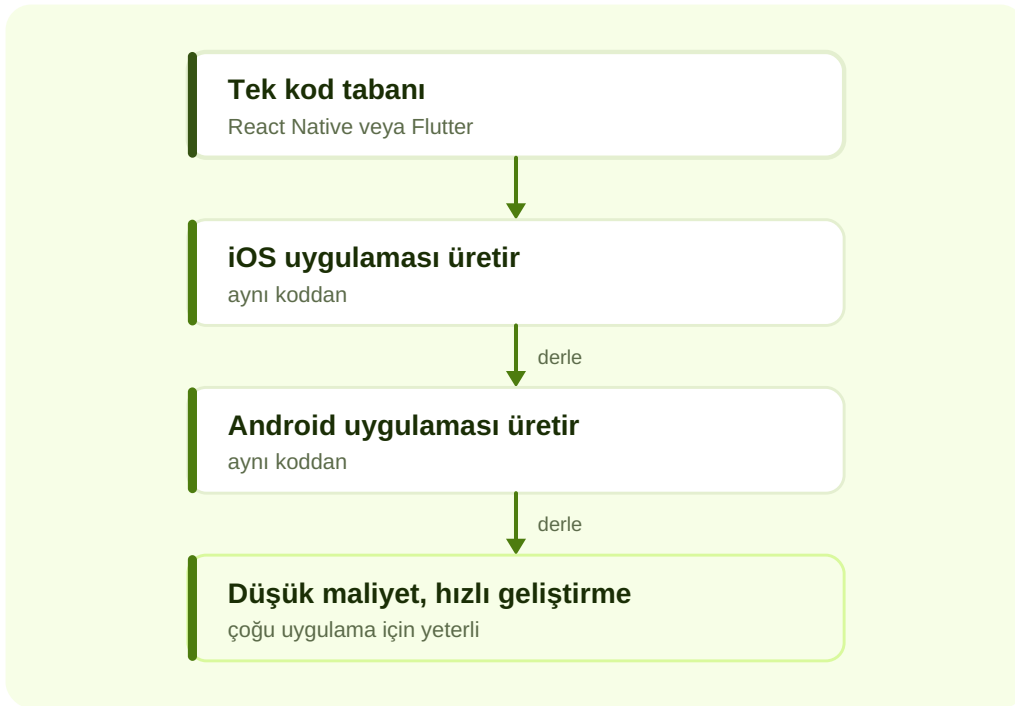 Tek kod tabanı
React Native veya Flutter
iOS uygulaması üretir
aynı koddan
derle
Android uygulaması üretir
aynı koddan
derle
Düşük maliyet, hızlı geliştirme
çoğu uygulama için yeterli